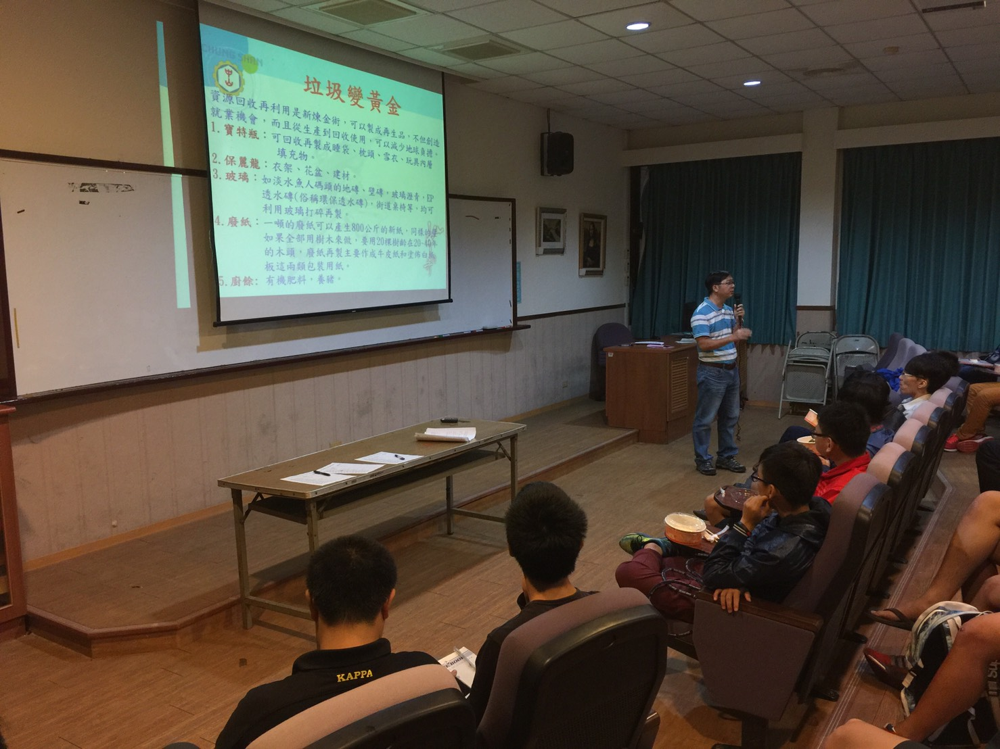 CHUNG SHAN
垃圾變黃金
資源回收再利用是新煉金術，可以製成再生品，不但創造
就業機會，而且從生產到回收使用，可以減少地球負擔。
1.寶特瓶：可回收再製成睡袋、枕頭、雪衣、玩具內層
填充物。
2.保麗龍：衣架、花盆、建材。
3.玻璃：如淡水魚人碼頭的地磚、壁磚，玻璃瀝青，EP
透水磚(俗稱環保透水磚)，街道桌椅等、均可
利用玻璃打碎再製。
4.廢紙：一噸的廢紙可以產生800公斤的新紙，同樣的
如果全部用樹木來做，要用20棵樹齡在20~40年
的木頭，廢紙再製主要作成牛皮紙和塗佈白紙
板這兩類包裝用紙。
5.廚餘：有機肥料，養豬。
KAPPA